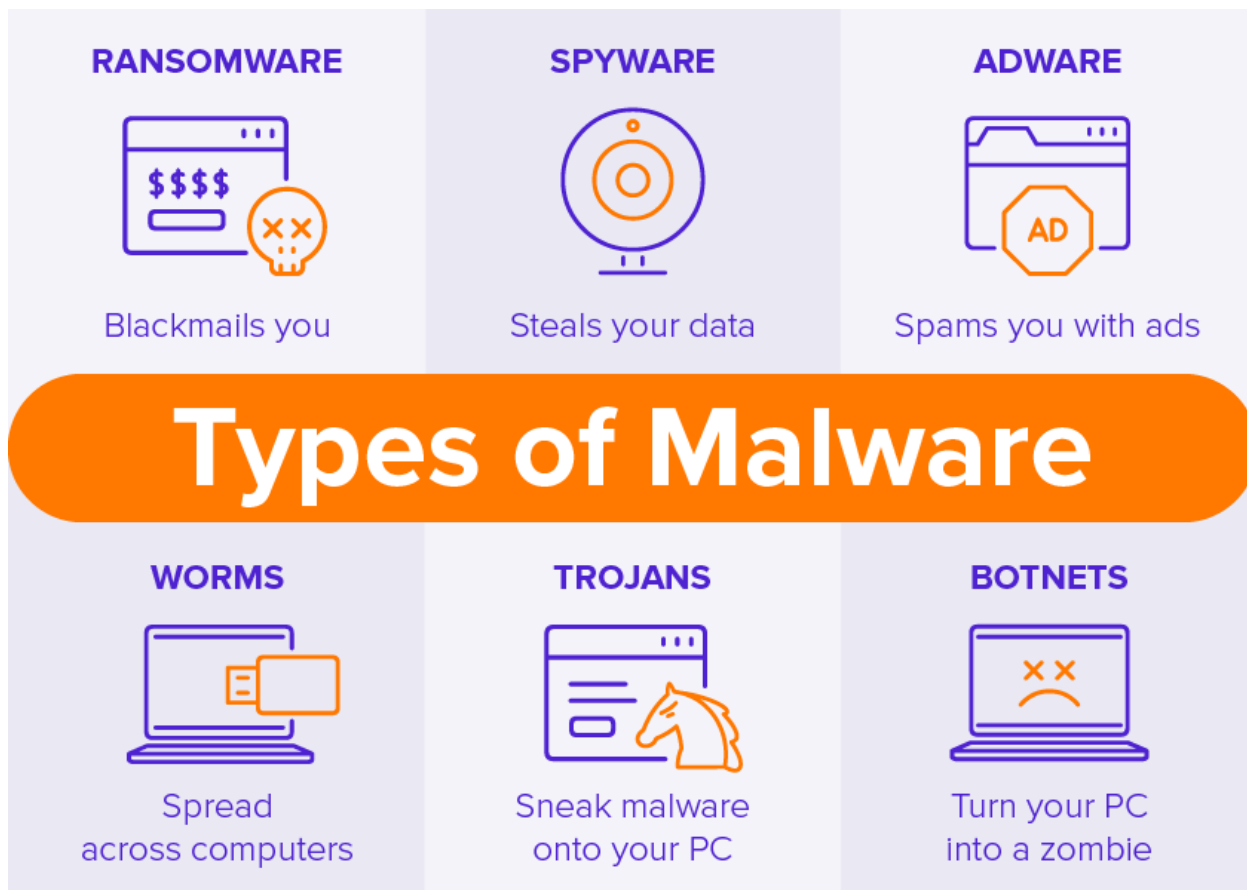 RANSOMWARE
SPYWARE
ADWARE
$$$$
AD
Blackmails you
Steals your data
Spams you with ads
Types of Malware
WORMS
TROJANS
BOTNETS
Spread
across computers
Sneak malware
onto your PC
Turn your PC
into a zombie